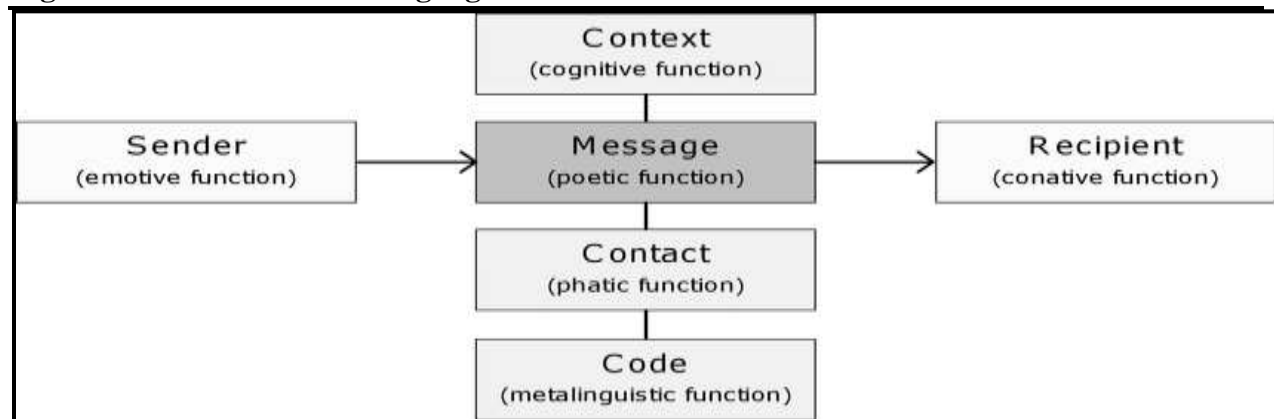 Context
(cognitive function)
Sender
(emotive function)
Message
(poetic function)
Recipient
(conative function)
Contact
(phatic function)
Code
(metalinguistic function)